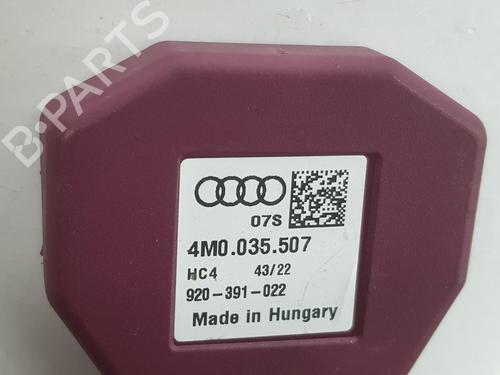 B-PARTS
07S
4M0.035.507
HC4 43/22
920-391-022
Made in Hungary